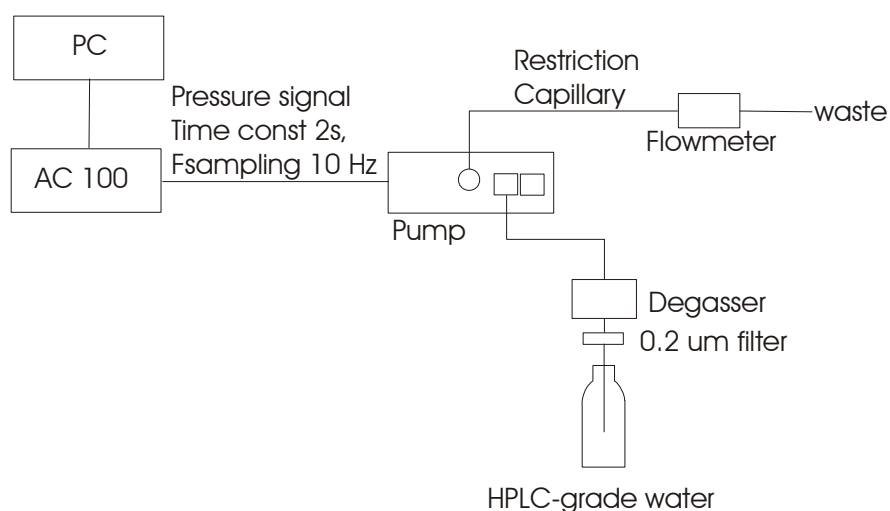 PC
AC 100
Pressure signal
Time const 2s,
Fsampling 10 Hz
Restriction
Capillary
Flowmeter
waste
Pump
Degasser
0.2 um filter
HPLC-grade water